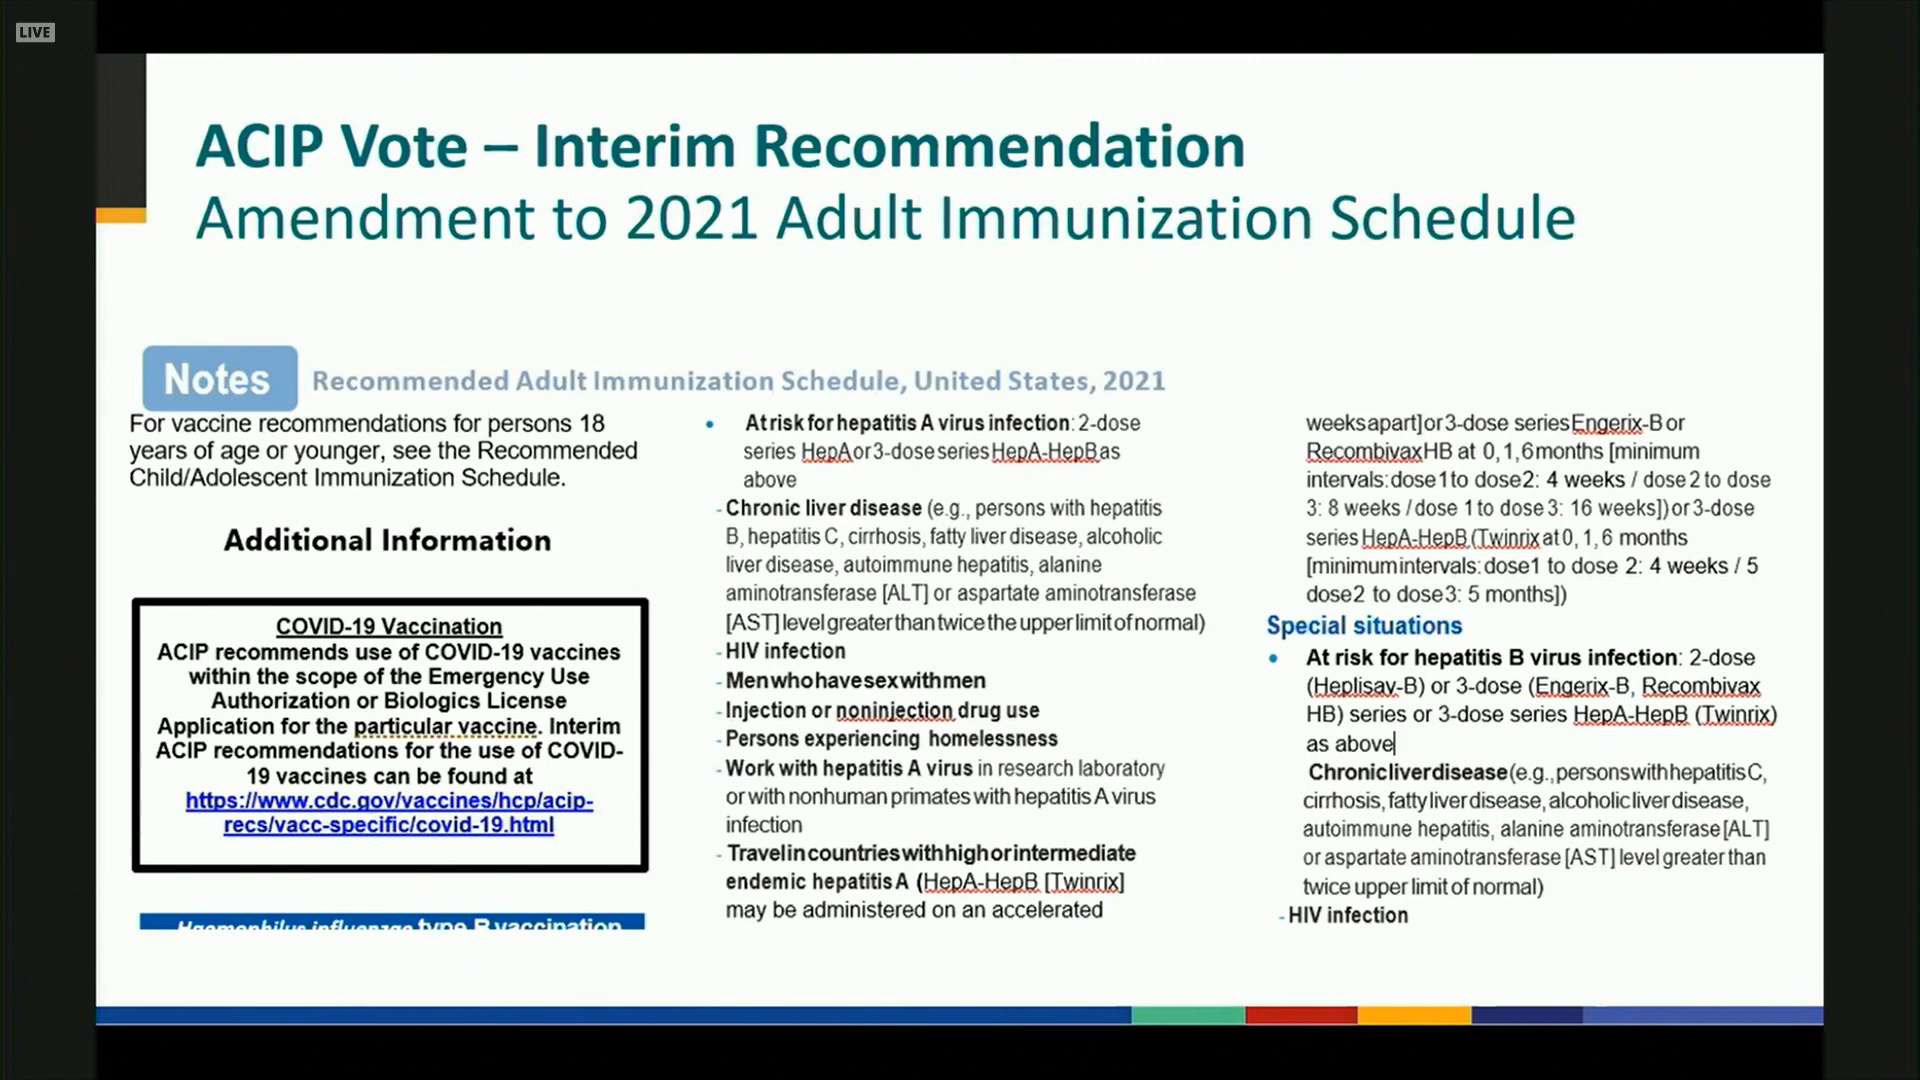 LIVE
ACIP Vote – Interim Recommendation
Amendment to 2021 Adult Immunization Schedule
Notes
Recommended Adult Immunization Schedule, United States, 2021
For vaccine recommendations for persons 18
years of age or younger, see the Recommended
Child/Adolescent Immunization Schedule.
Additional Information
COVID-19 Vaccination
ACIP recommends use of COVID-19 vaccines
within the scope of the Emergency Use
Authorization or Biologics License
Application for the particular vaccine. Interim
ACIP recommendations for the use of COVID-
19 vaccines can be found at
https://www.cdc.gov/vaccines/hcp/acip-
recs/vacc-specific/covid-19.html
Haemophilus influenzae type B vaccination
• At risk for hepatitis A virus infection: 2-dose
series HepA or 3-dose series HepA-HepB as
above
- Chronic liver disease (e.g., persons with hepatitis
B, hepatitis C, cirrhosis, fatty liver disease, alcoholic
liver disease, autoimmune hepatitis, alanine
aminotransferase [ALT] or aspartate aminotransferase
[AST] level greater than twice the upper limit of normal)
- HIV infection
- Men who have sex with men
- Injection or noninjection drug use
- Persons experiencing homelessness
- Work with hepatitis A virus in research laboratory
or with nonhuman primates with hepatitis A virus
infection
- Travel in countries with high or intermediate
endemic hepatitis A (HepA-HepB [Twinrix]
may be administered on an accelerated
weeks apart] or 3-dose series Engerix-B or
Recombivax HB at 0, 1, 6 months [minimum
intervals: dose 1 to dose 2: 4 weeks / dose 2 to dose
3: 8 weeks / dose 1 to dose 3: 16 weeks]) or 3-dose
series HepA-HepB (Twinrix at 0, 1, 6 months
[minimum intervals: dose1 to dose 2: 4 weeks / 5
dose 2 to dose 3: 5 months])
Special situations
• At risk for hepatitis B virus infection: 2-dose
(Heplisav-B) or 3-dose (Engerix-B, Recombivax
HB) series or 3-dose series HepA-HepB (Twinrix)
as above
Chronic liver disease (e.g., persons with hepatitis C,
cirrhosis, fatty liver disease, alcoholic liver disease,
autoimmune hepatitis, alanine aminotransferase [ALT]
or aspartate aminotransferase [AST] level greater than
twice upper limit of normal)
- HIV infection